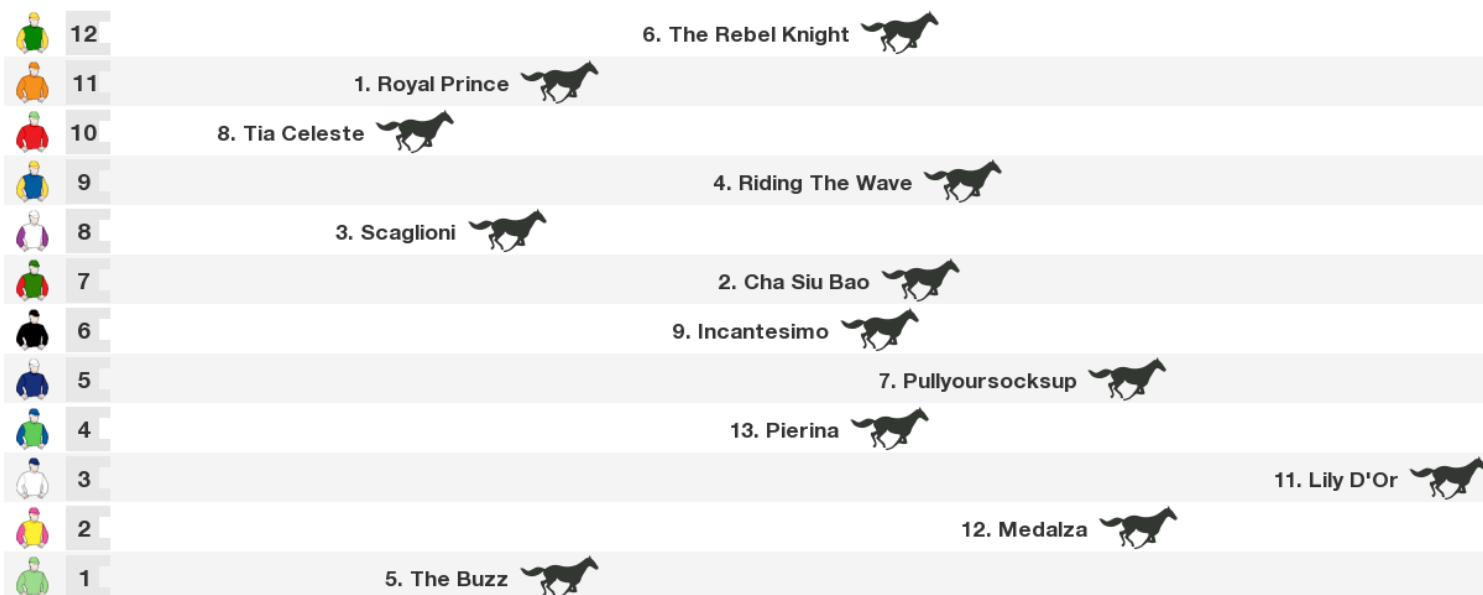 12 6. The Rebel Knight
11 1. Royal Prince
10 8. Tia Celeste
9 4. Riding The Wave
8 3. Scaglioni
7 2. Cha Siu Bao
6 9. Incantesimo
5 7. Pullyoursocksup
4 13. Pierina
3 11. Lily D'Or
2 12. Medalza
1 5. The Buzz